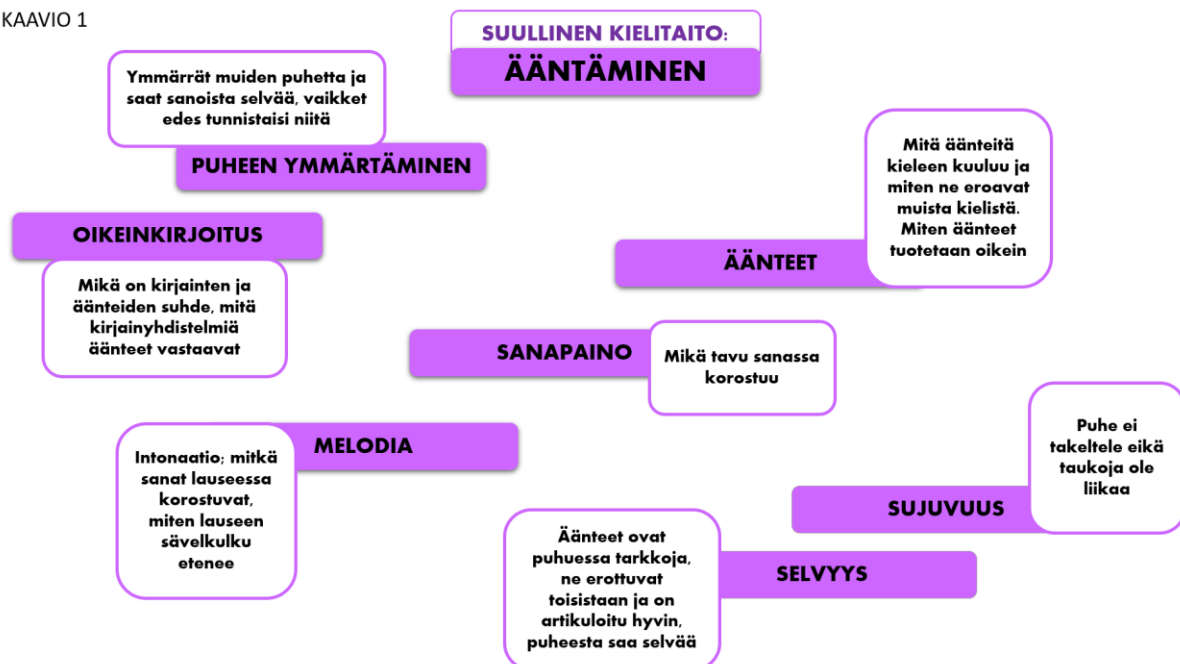 KAAVIO 1
SUULLINEN KIELITAITO:
ÄÄNTÄMINEN
Ymmärrät muiden puhetta ja
saat sanoista selvää, vaikket
edes tunnistaisi niitä
PUHEEN YMMÄRTÄMINEN
Mitä äänteitä
kieleen kuuluu ja
miten ne eroavat
muista kielistä.
Miten äänteet
tuotetaan oikein
ÄÄNTEET
OIKEINKIRJOITUS
Mikä on kirjainten ja
äänteiden suhde, mitä
kirjainyhdistelmiä
äänteet vastaavat
SANAPAINO
Mikä tavu sanassa
korostuu
MELODIA
Intonaatio; mitkä
sanat lauseessa
korostuvat,
miten lauseen
sävelkulku
etenee
Puhe ei
takeltele eikä
taukoja ole
liikaa
SUJUVUUS
Äänteet ovat
puhuessa tarkkoja,
ne erottuvat
toisistaan ja on
artikuloitu hyvin,
puheesta saa selvää
SELVYYS